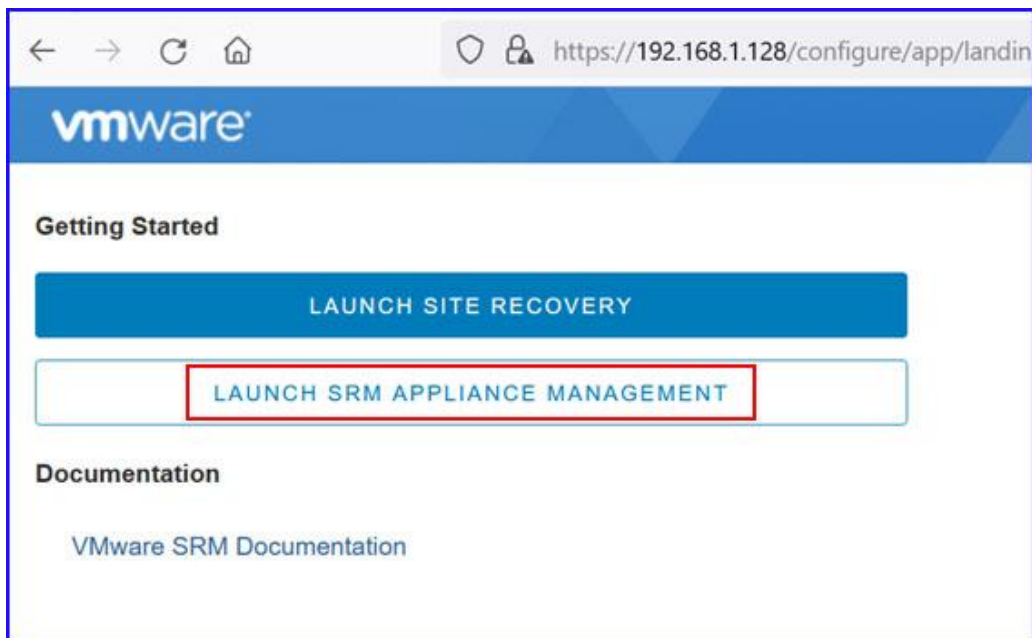 https://192.168.1.128/configure/app/landin
vmware
Getting Started
LAUNCH SITE RECOVERY
LAUNCH SRM APPLIANCE MANAGEMENT
Documentation
VMware SRM Documentation